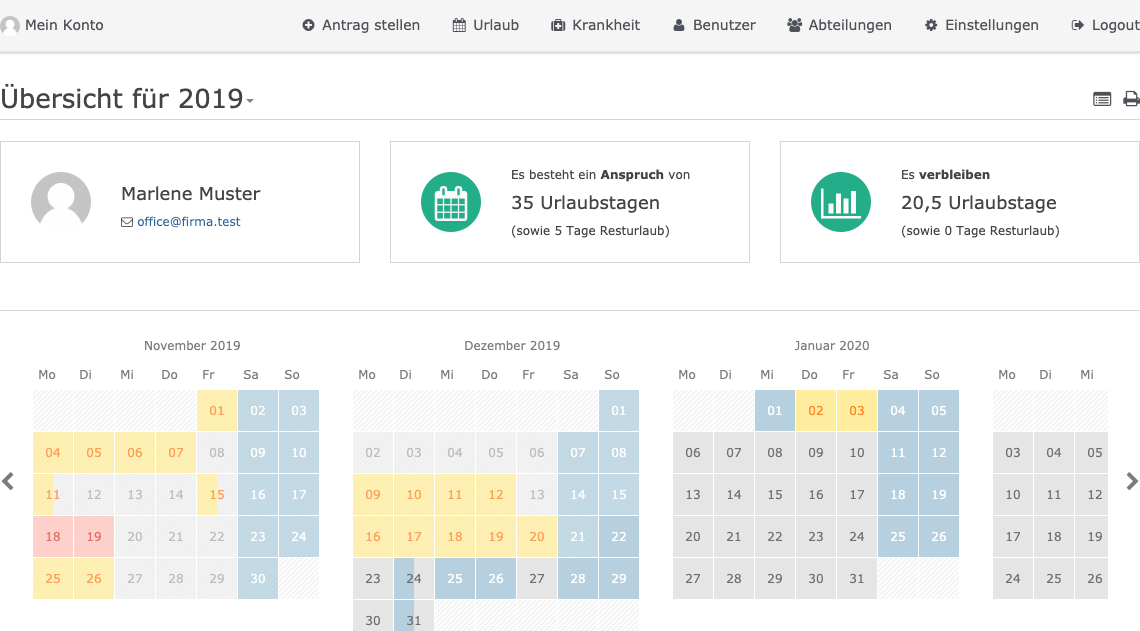 Mein Konto Antrag stellen Urlaub Krankheit Benutzer Abteilungen Einstellungen Logout
Übersicht für 2019
Marlene Muster
office@firma.test
Es besteht ein Anspruch von
35 Urlaubstagen
(sowie 5 Tage Resturlaub)
Es verbleiben
20,5 Urlaubstage
(sowie 0 Tage Resturlaub)
November 2019
Mo Di Mi Do Fr Sa So
01 02 03
04 05 06 07 08 09 10
11 12 13 14 15 16 17
18 19 20 21 22 23 24
25 26 27 28 29 30
Dezember 2019
Mo Di Mi Do Fr Sa So
01
02 03 04 05 06 07 08
09 10 11 12 13 14 15
16 17 18 19 20 21 22
23 24 25 26 27 28 29
30 31
Januar 2020
Mo Di Mi Do Fr Sa So
01 02 03 04 05
06 07 08 09 10 11 12
13 14 15 16 17 18 19
20 21 22 23 24 25 26
27 28 29 30 31
Mo Di Mi
03 04 05
10 11 12
17 18 19
24 25 26